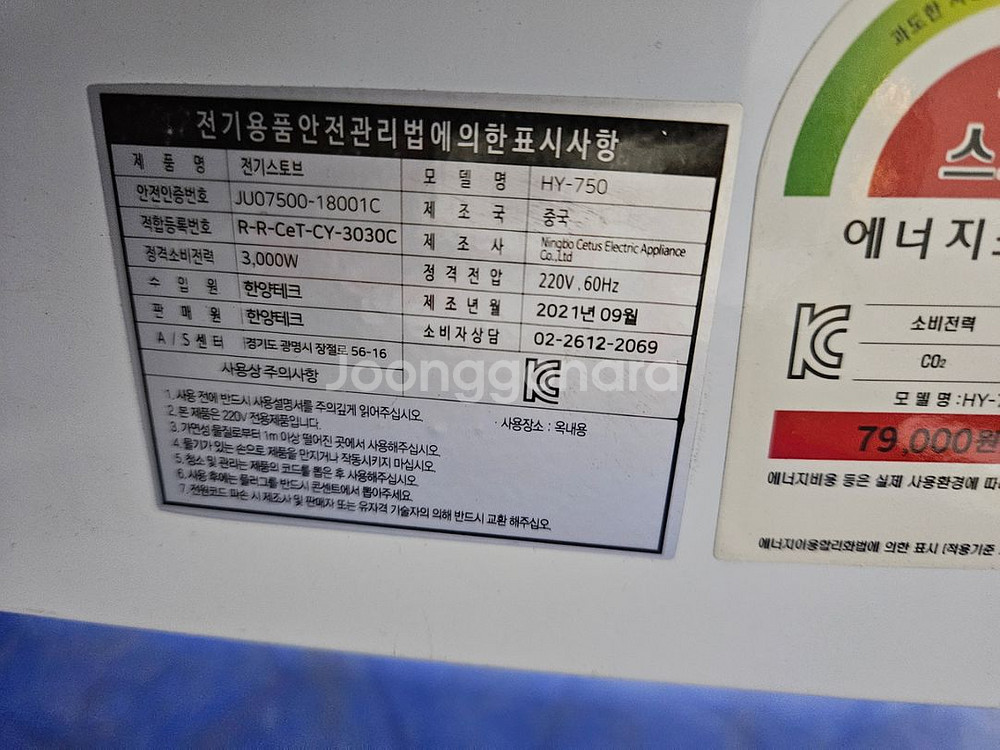 전기용품안전관리법에의한표시사항
제 품 명 전기스토브 모 델 명 HY-750
안전인증번호 JU07500-18001C 제 조 국 중국
적합등록번호 R-R-CeT-CY-3030C 제 조 사 Ningbo Cetus Electric Appliance Co.,Ltd
정격소비전력 3,000W 정 격 전 압 220V , 60Hz
수 입 원 한양테크 제 조 년 월 2021년 09월
판 매 원 한양테크 소비자상담 02-2612-2069
A/S센터 경기도 광명시 장절로 56-16
사용상 주의사항
1. 사용 전에 반드시 사용설명서를 주의깊게 읽어주십시오.
2. 본 제품은 220V 전용제품입니다.
3. 가연성 물질로부터 1m 이상 떨어진 곳에서 사용해주십시오.
4. 물기가 있는 손으로 제품을 만지거나 작동시키지 마십시오.
5. 청소 및 관리는 제품의 코드를 뽑은 후 사용해주십시오.
6. 사용 후에는 플러그를 반드시 콘센트에서 뽑아주세요.
7. 전원코드 파손 시 제조사 및 판매자 또는 유자격 기술자의 의해 반드시 교환 해주십시오.
KC
· 사용장소 : 옥내용
Joonggonara
과도한
스
에너지
KC
소비전력
CO₂
모 델 명 : HY-
79,000원
에너지비용 등은 실제 사용환경에 따
에너지이용합리화법에 의한 표시 (적용기준